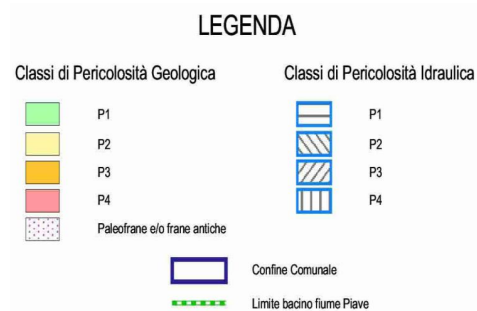 LEGENDA
Classi di Pericolosità Geologica
P1
P2
P3
P4
Paleofrane e/o frane antiche
Classi di Pericolosità Idraulica
P1
P2
P3
P4
Confine Comunale
Limite bacino fiume Piave